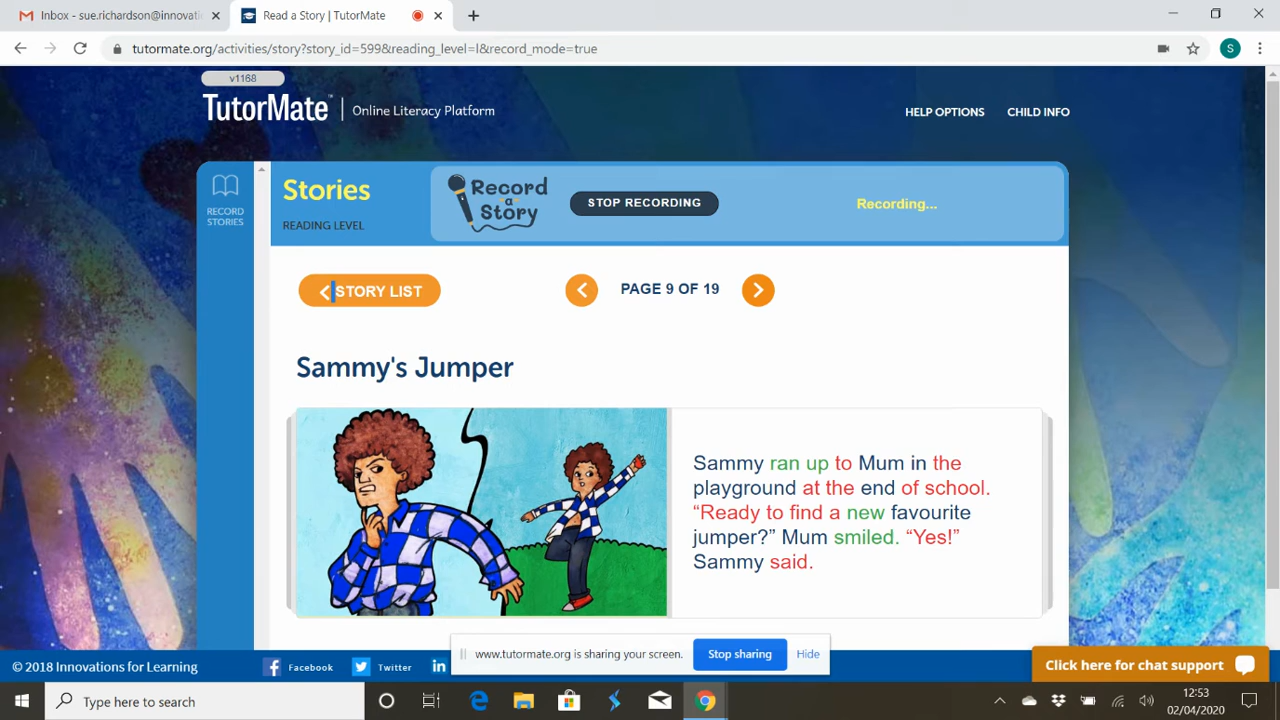 Inbox - sue.richardson@innovati
Read a Story | TutorMate
tutormate.org/activities/story?story_id=599&reading_level=I&record_mode=true
S
v1168
TutorMate | Online Literacy Platform
HELP OPTIONS
CHILD INFO
RECORD
STORIES
Stories
READING LEVEL
Record
a
Story
STOP RECORDING
Recording...
STORY LIST
PAGE 9 OF 19
Sammy's Jumper
Sammy ran up to Mum in the
playground at the end of school.
“Ready to find a new favourite
jumper?” Mum smiled. “Yes!”
Sammy said.
www.tutormate.org is sharing your screen.
Stop sharing
Hide
© 2018 Innovations for Learning
Facebook
Twitter
in
Click here for chat support
Type here to search
12:53
02/04/2020